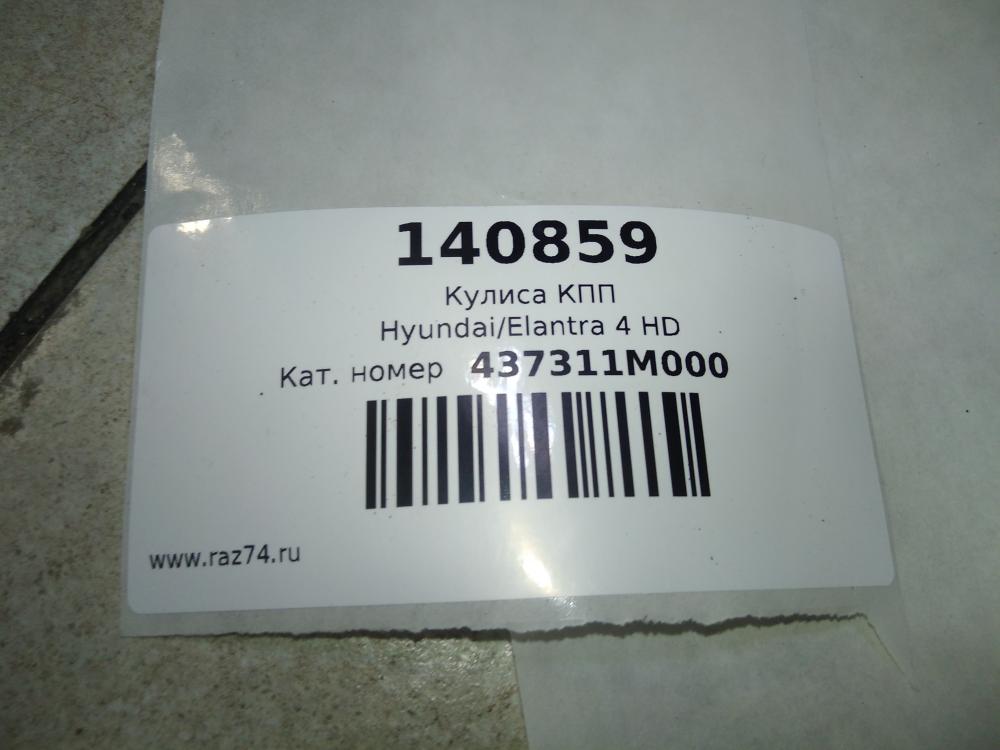 140859
Кулиса КПП
Hyundai/Elantra 4 HD
Кат. номер 437311M000
www.raz74.ru